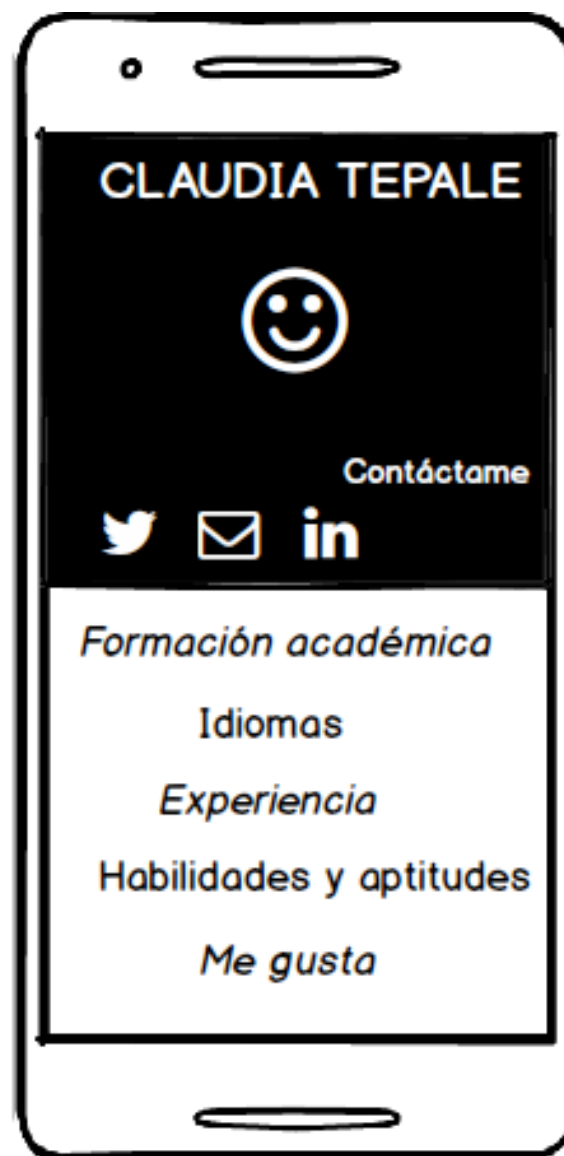 CLAUDIA TEPALE
Contáctame
in
Formación académica
Idiomas
Experiencia
Habilidades y aptitudes
Me gusta